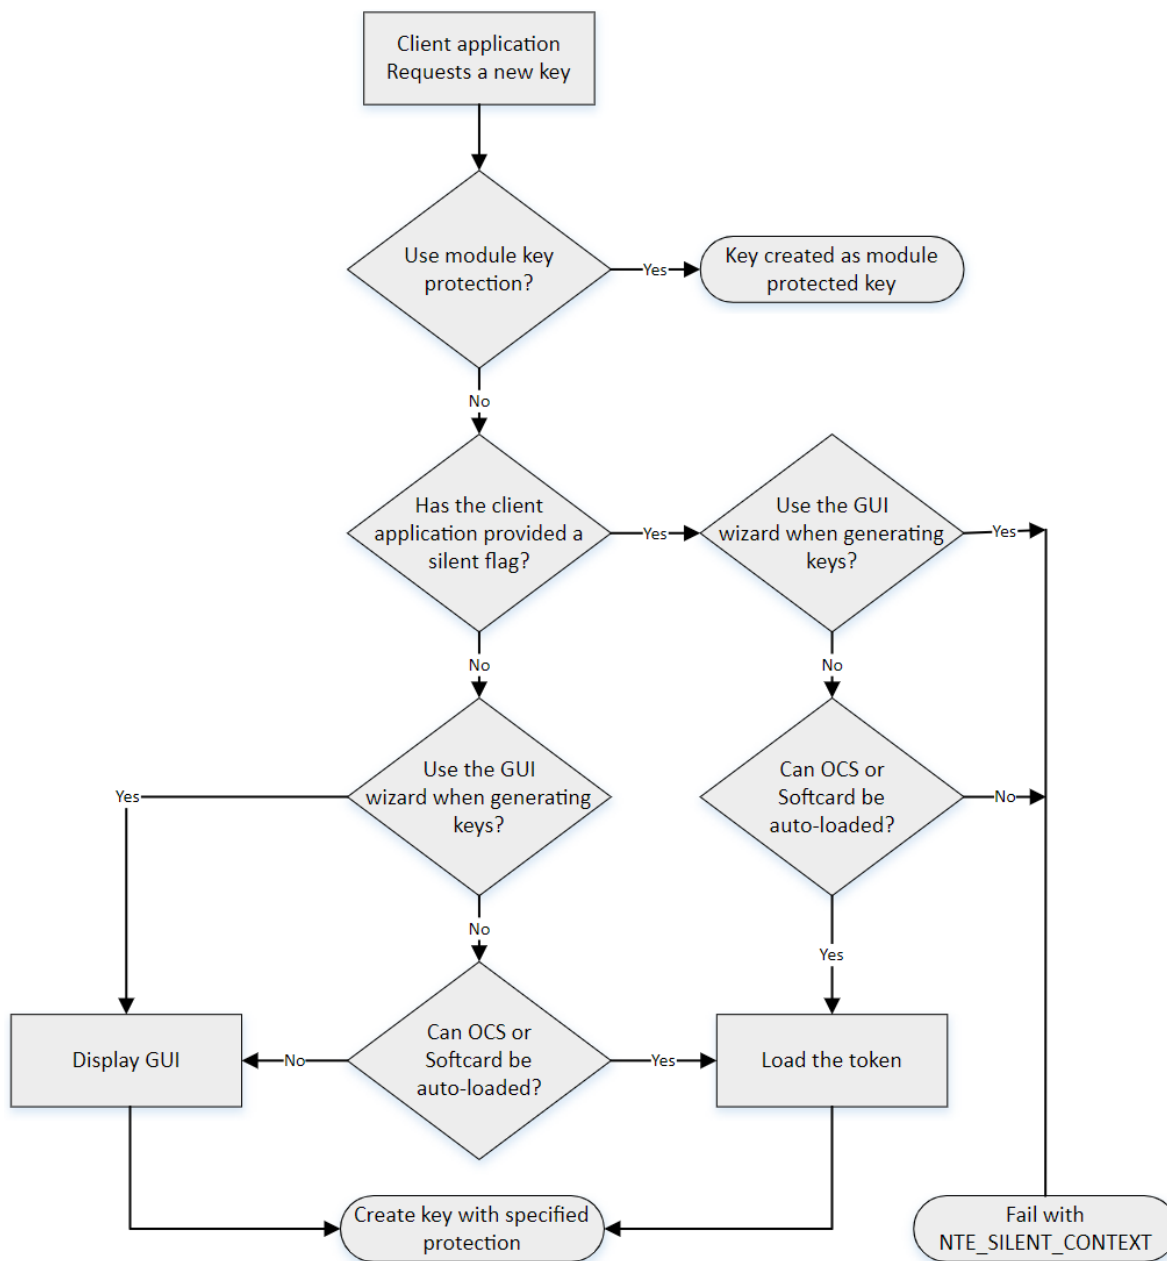 Client application
Requests a new key
Use module key
protection?
Yes
Key created as module
protected key
No
Has the client
application provided a
silent flag?
Yes
Use the GUI
wizard when generating
keys?
Yes
No
No
Use the GUI
wizard when generating
keys?
Yes
Can OCS or
Softcard be
auto-loaded?
No
No
Yes
Display GUI
No
Can OCS or
Softcard be
auto-loaded?
Yes
Load the token
Create key with specified
protection
Fail with
NTE_SILENT_CONTEXT